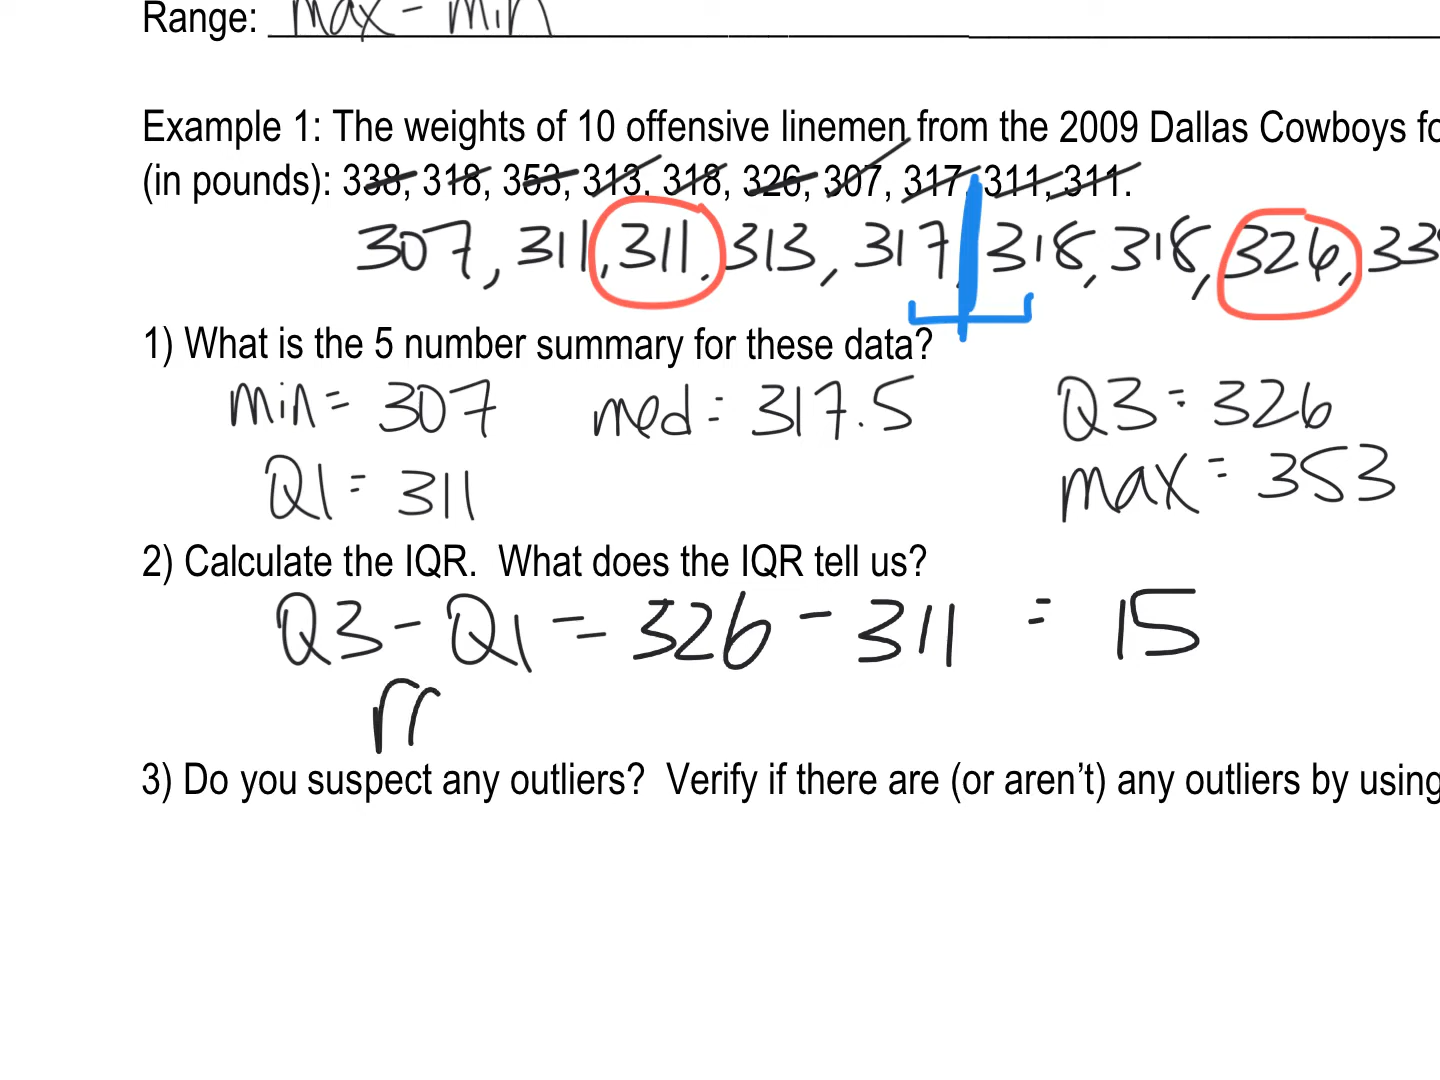 Range: max - min
Example 1: The weights of 10 offensive linemen from the 2009 Dallas Cowboys fo
(in pounds): 338, 318, 353, 313, 318, 326, 307, 317, 311, 311.
307, 311, 311, 313, 317, 318, 318, 326, 33
1) What is the 5 number summary for these data?
min = 307 med = 317.5 Q3 = 326
Q1 = 311 max = 353
2) Calculate the IQR. What does the IQR tell us?
Q3 - Q1 = 326 - 311 = 15
3) Do you suspect any outliers? Verify if there are (or aren't) any outliers by using